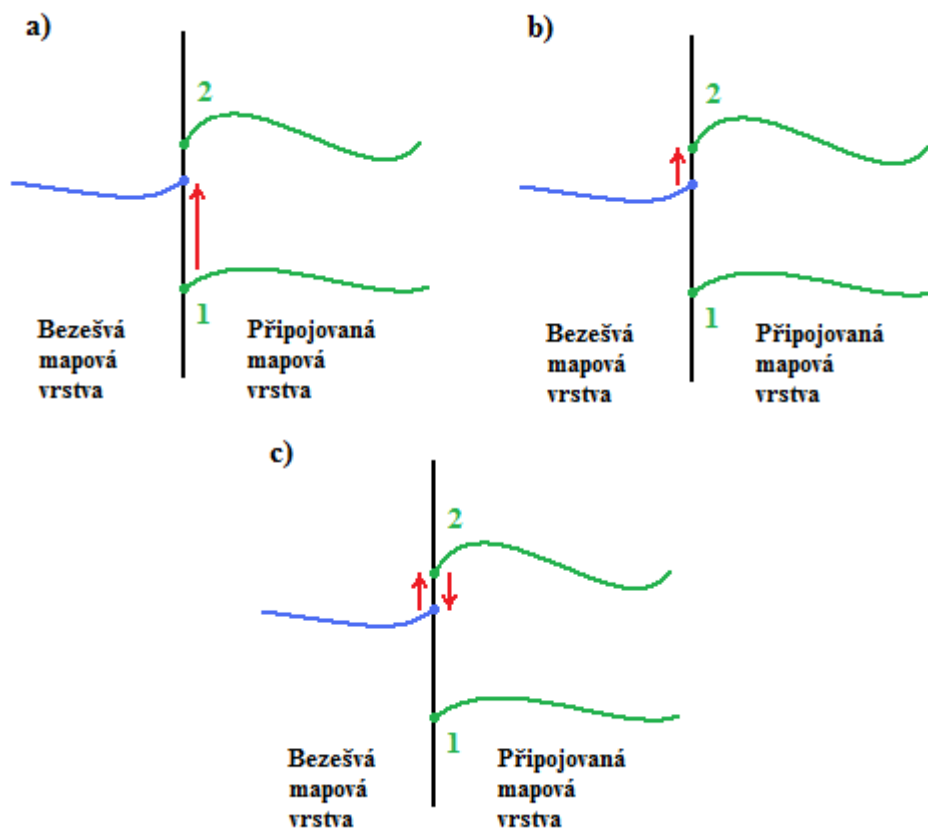 a)
2
1
Bezešvá
mapová
vrstva
Připojovaná
mapová
vrstva
b)
2
1
Bezešvá
mapová
vrstva
Připojovaná
mapová
vrstva
c)
2
1
Bezešvá
mapová
vrstva
Připojovaná
mapová
vrstva